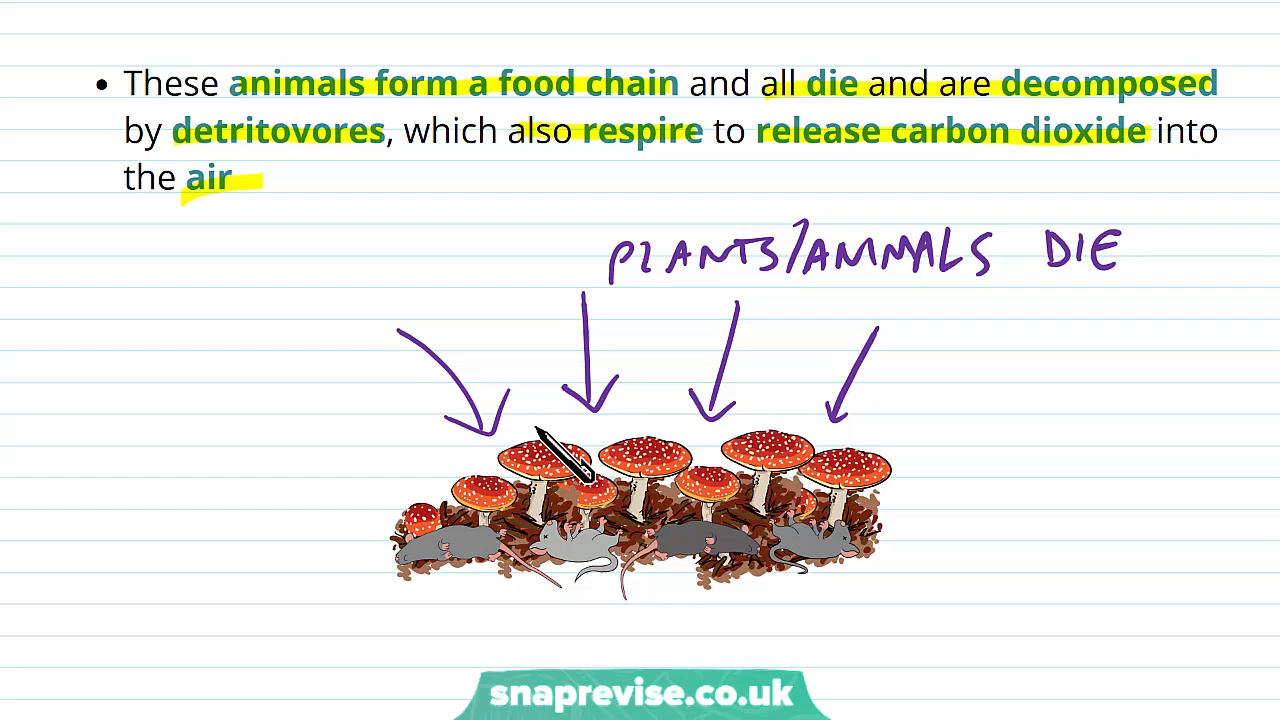 • These animals form a food chain and all die and are decomposed
by detritovores, which also respire to release carbon dioxide into
the air
PLANTS/ANIMALS DIE
snaprevise.co.uk